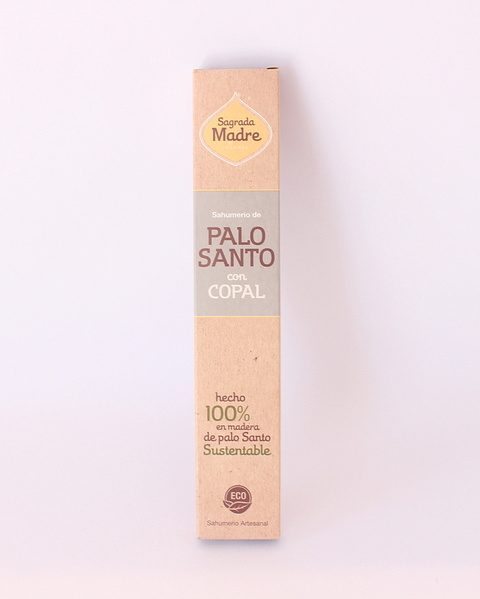 Sagrada
Madre
Sahumerio de
PALO
SANTO
con
COPAL
hecho
100%
en madera
de palo Santo
Sustentable
ECO
Sahumerio Artesanal